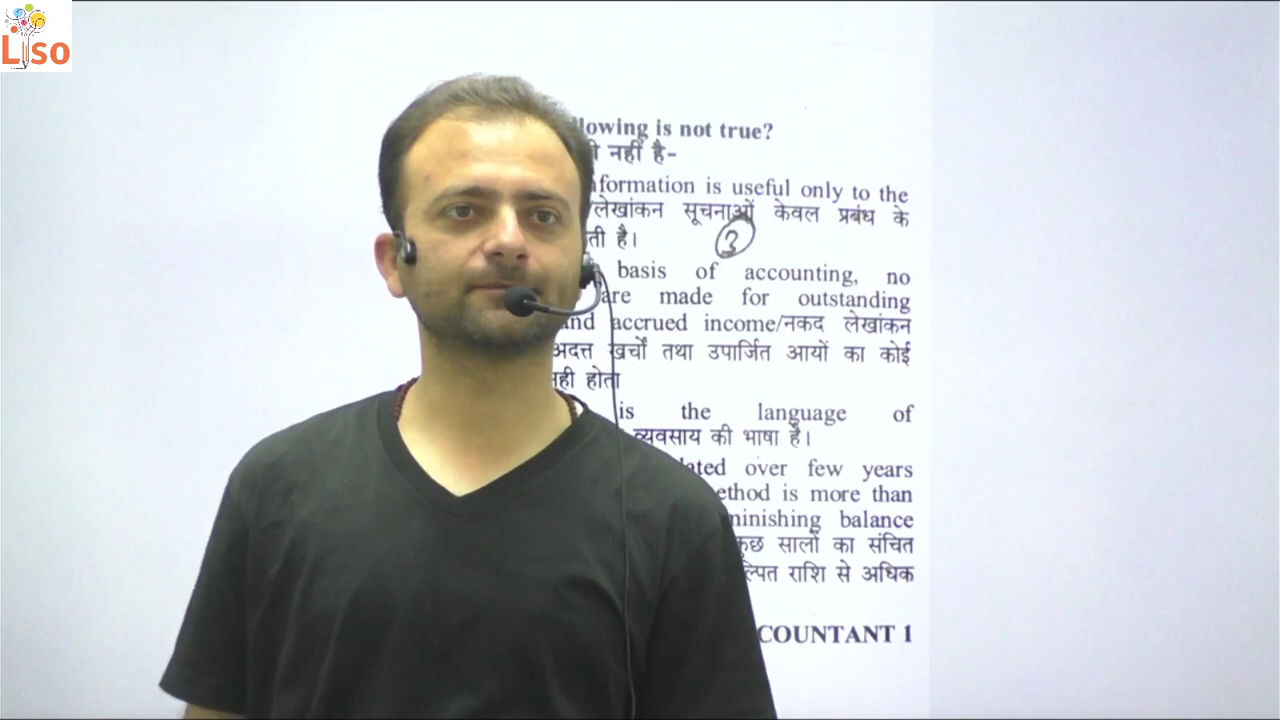 Liso
llowing is not true?
नहीं है-
nformation is useful only to the
/लेखांकन सूचनाओं केवल प्रबंध के
ती है।
3
basis of accounting, no
are made for outstanding
and accrued income/नकद लेखांकन
अदत्त खर्चों तथा उपार्जित आयों का कोई
नही होता
is the language of
व्यवसाय की भाषा है।
lated over few years
ethod is more than
minishing balance
कुछ सालों का संचित
ल्पित राशि से अधिक
COUNTANT 1